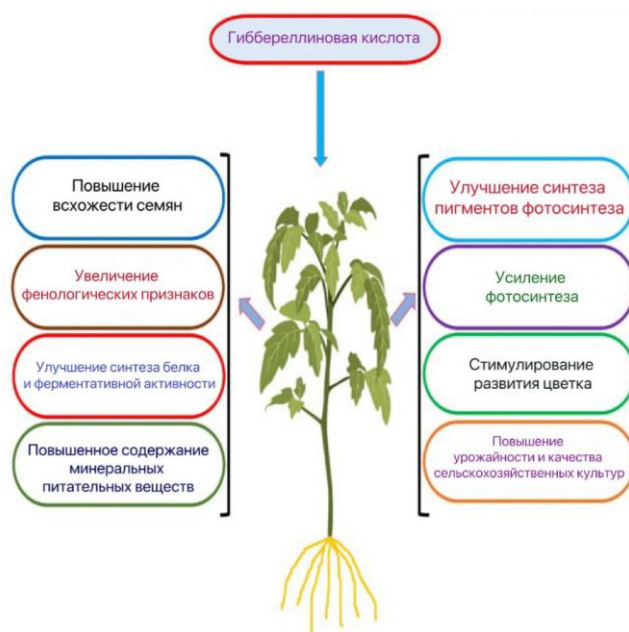 Гиббереллиновая кислота
Повышение
всхожести семян
Увеличение
фенологических признаков
Улучшение синтеза белка
и ферментативной активности
Повышенное содержание
минеральных
питательных веществ
Улучшение синтеза
пигментов фотосинтеза
Усиление
фотосинтеза
Стимулирование
развития цветка
Повышение
урожайности и качества
сельскохозяйственных культур